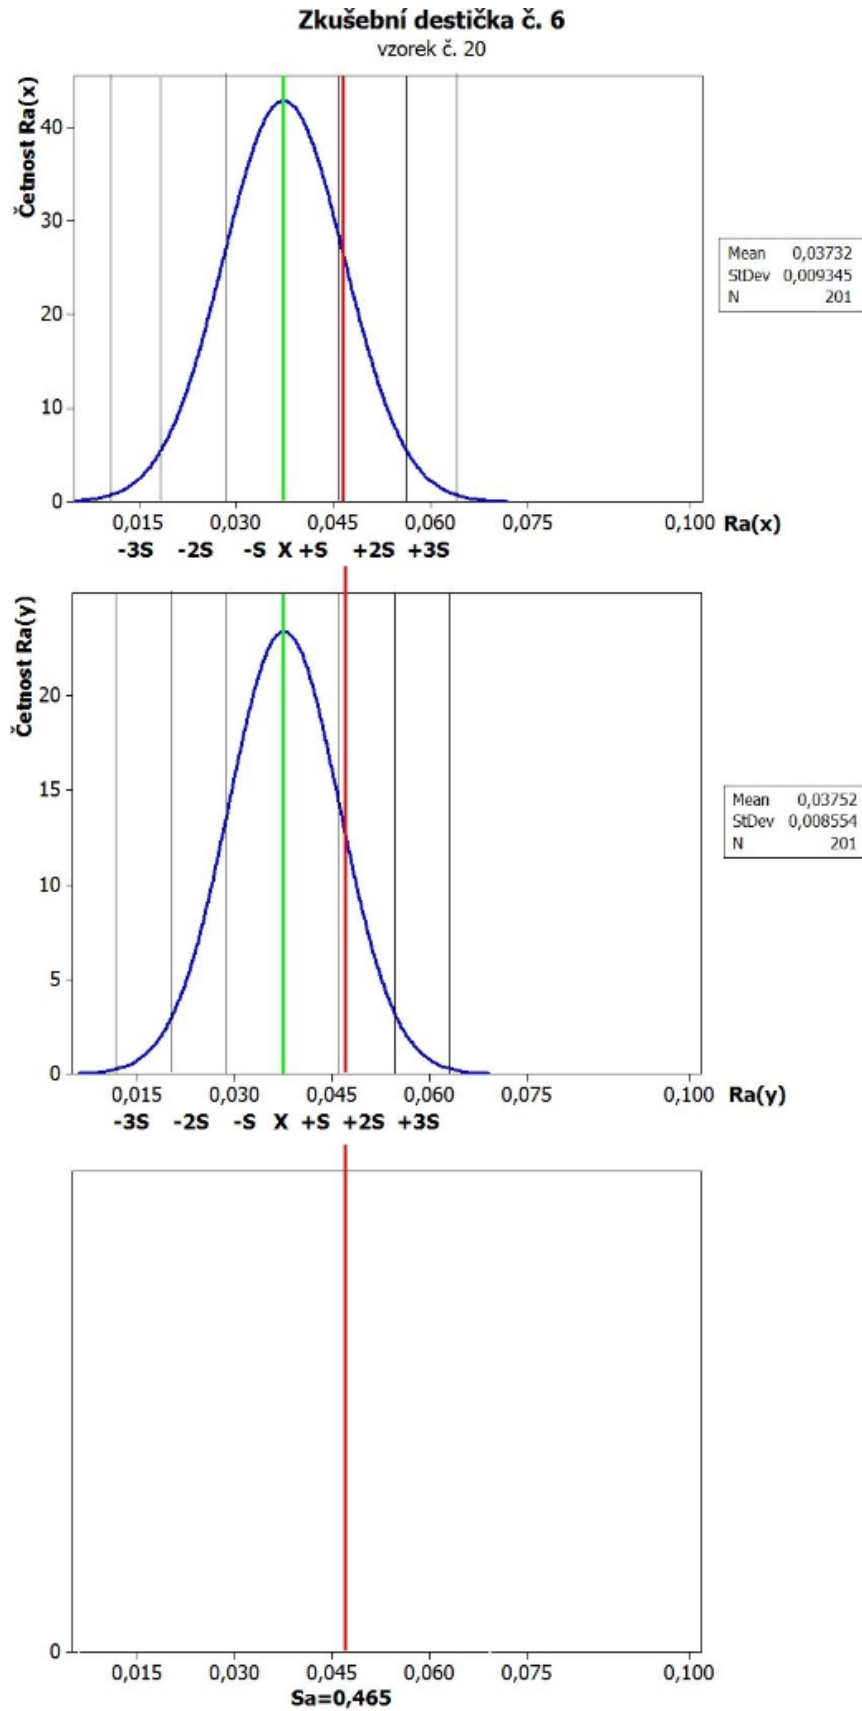 Zkušební destička č. 6
vzorek č. 20
Četnost Ra(x)
40
30
20
10
0
0,015 0,030 0,045 0,060 0,075 0,100 Ra(x)
-3S -2S -S X +S +2S +3S
Mean 0,03732
StDev 0,009345
N 201
Četnost Ra(y)
20
15
10
5
0
0,015 0,030 0,045 0,060 0,075 0,100 Ra(y)
-3S -2S -S X +S +2S +3S
Mean 0,03752
StDev 0,008554
N 201
0
0,015 0,030 0,045 0,060 0,075 0,100
Sa=0,465